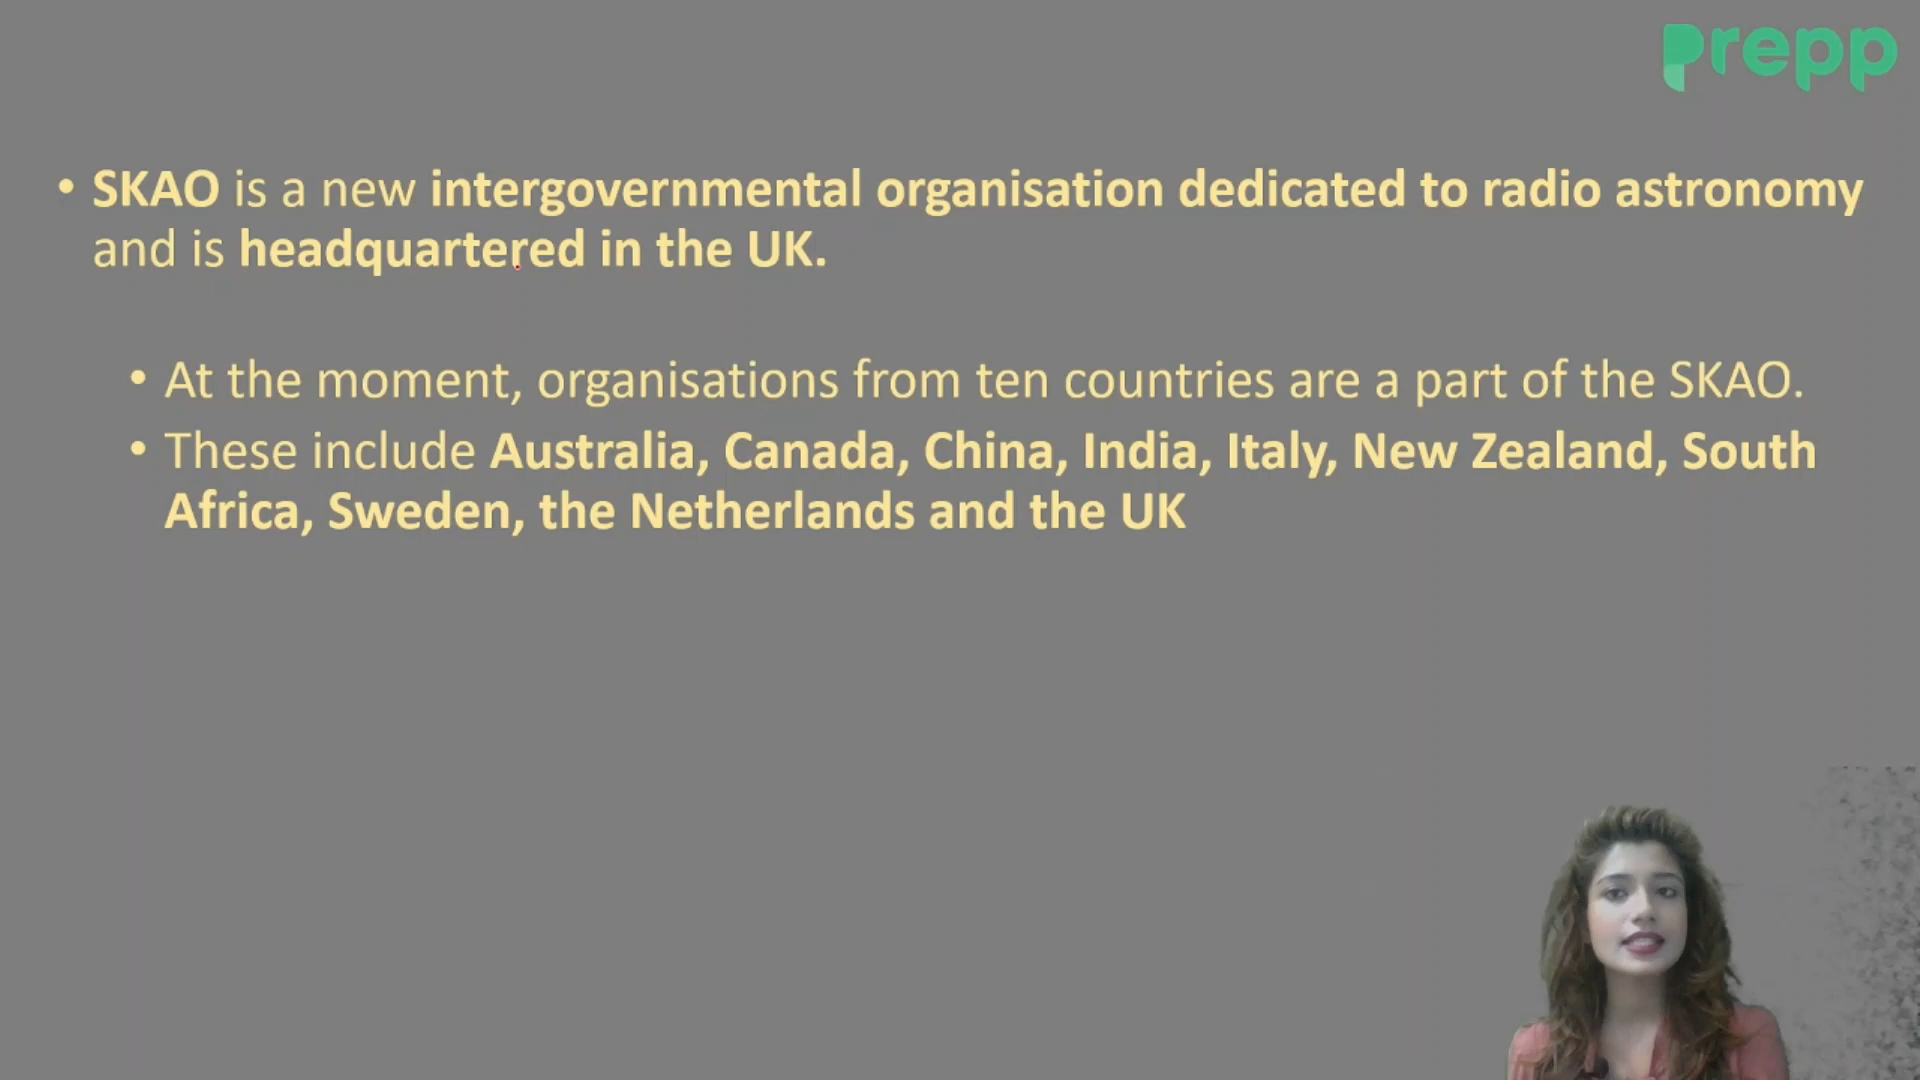 prepp
• SKAO is a new intergovernmental organisation dedicated to radio astronomy
and is headquartered in the UK.
• At the moment, organisations from ten countries are a part of the SKAO.
• These include Australia, Canada, China, India, Italy, New Zealand, South
Africa, Sweden, the Netherlands and the UK